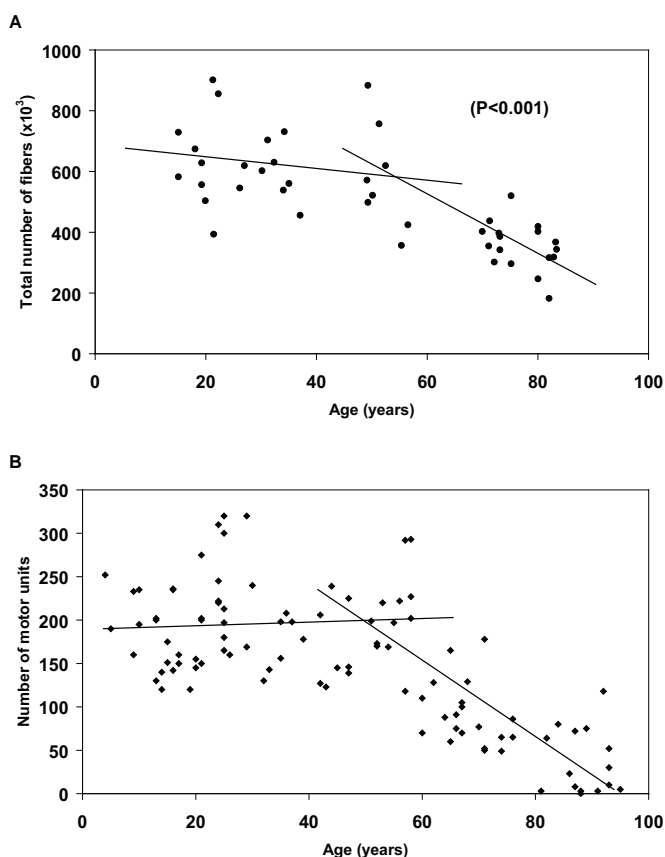 A
Total number of fibers (x10³)
1000
800
600
400
200
0
(P<0.001)
0 20 40 60 80 100
Age (years)
B
Number of motor units
350
300
250
200
150
100
50
0
0 20 40 60 80 100
Age (years)